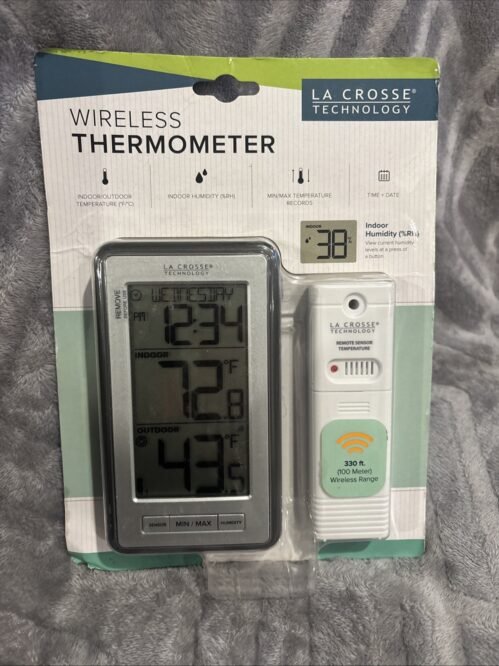 LA CROSSE®
TECHNOLOGY
WIRELESS
THERMOMETER
INDOOR/OUTDOOR
TEMPERATURE (°F/°C)
INDOOR HUMIDITY (%RH)
MIN/MAX TEMPERATURE
RECORDS
TIME + DATE
INDOOR
38%
Indoor
Humidity (%RH)
View current humidity
levels at a press of
a button
LA CROSSE®
TECHNOLOGY
REMOVE
WEDNESDAY
PM 12:34
INDOOR
72.8 °F
OUTDOOR
43.5 °F
SENSOR MIN / MAX HUMIDITY
LA CROSSE®
TECHNOLOGY
REMOTE SENSOR
TEMPERATURE
330 ft.
(100 Meter)
Wireless Range